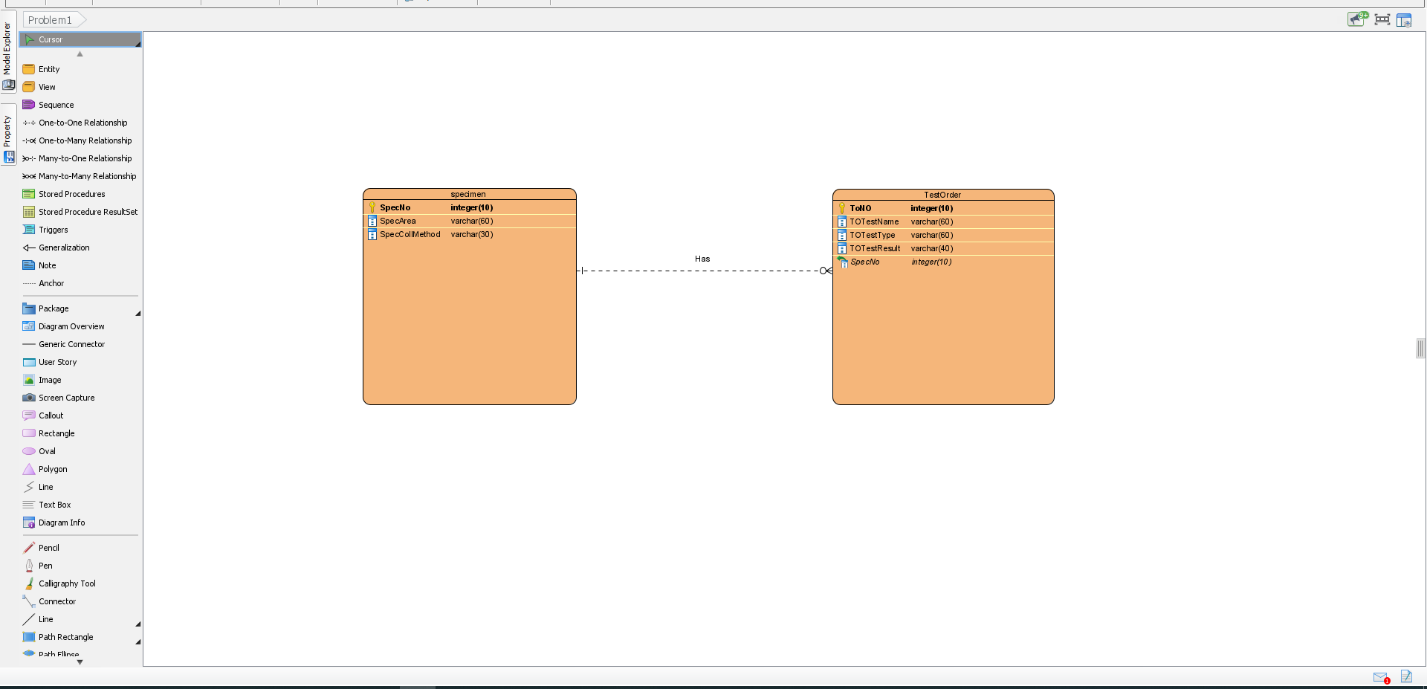 Problem1
Model Explorer
Property
Cursor
Entity
View
Sequence
One-to-One Relationship
One-to-Many Relationship
Many-to-One Relationship
Many-to-Many Relationship
Stored Procedures
Stored Procedure ResultSet
Triggers
Generalization
Note
Anchor
Package
Diagram Overview
Generic Connector
User Story
Image
Screen Capture
Callout
Rectangle
Oval
Polygon
Line
Text Box
Diagram Info
Pencil
Pen
Calligraphy Tool
Connector
Line
Path Rectangle
Path Ellipse
specimen
SpecNo integer(10)
SpecArea varchar(60)
SpecCollMethod varchar(30)
Has
TestOrder
ToNO integer(10)
TOTestName varchar(60)
TOTestType varchar(60)
TOTestResult varchar(40)
SpecNo integer(10)